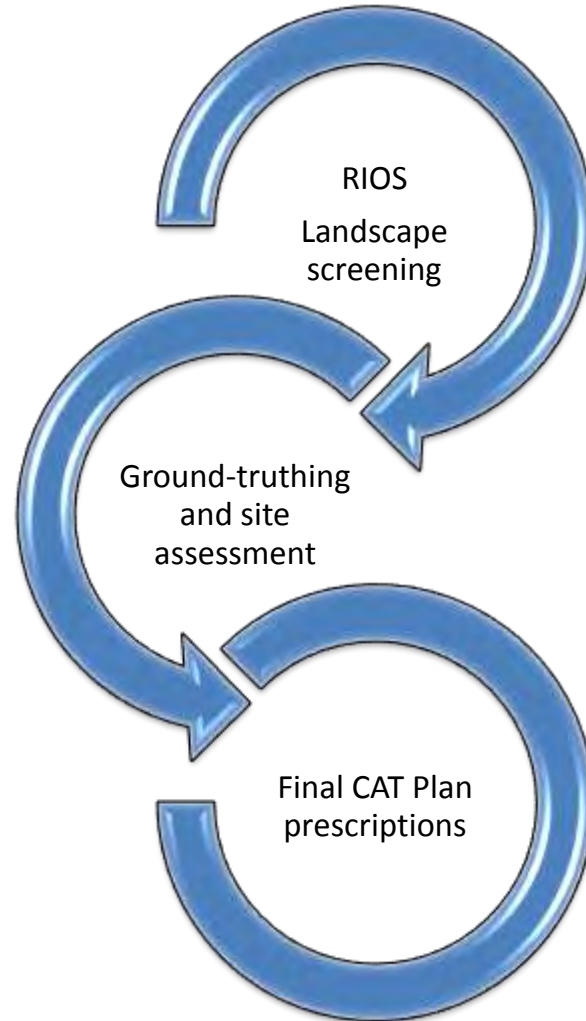 RIOS
Landscape
screening
Ground-truthing
and site
assessment
Final CAT Plan
prescriptions